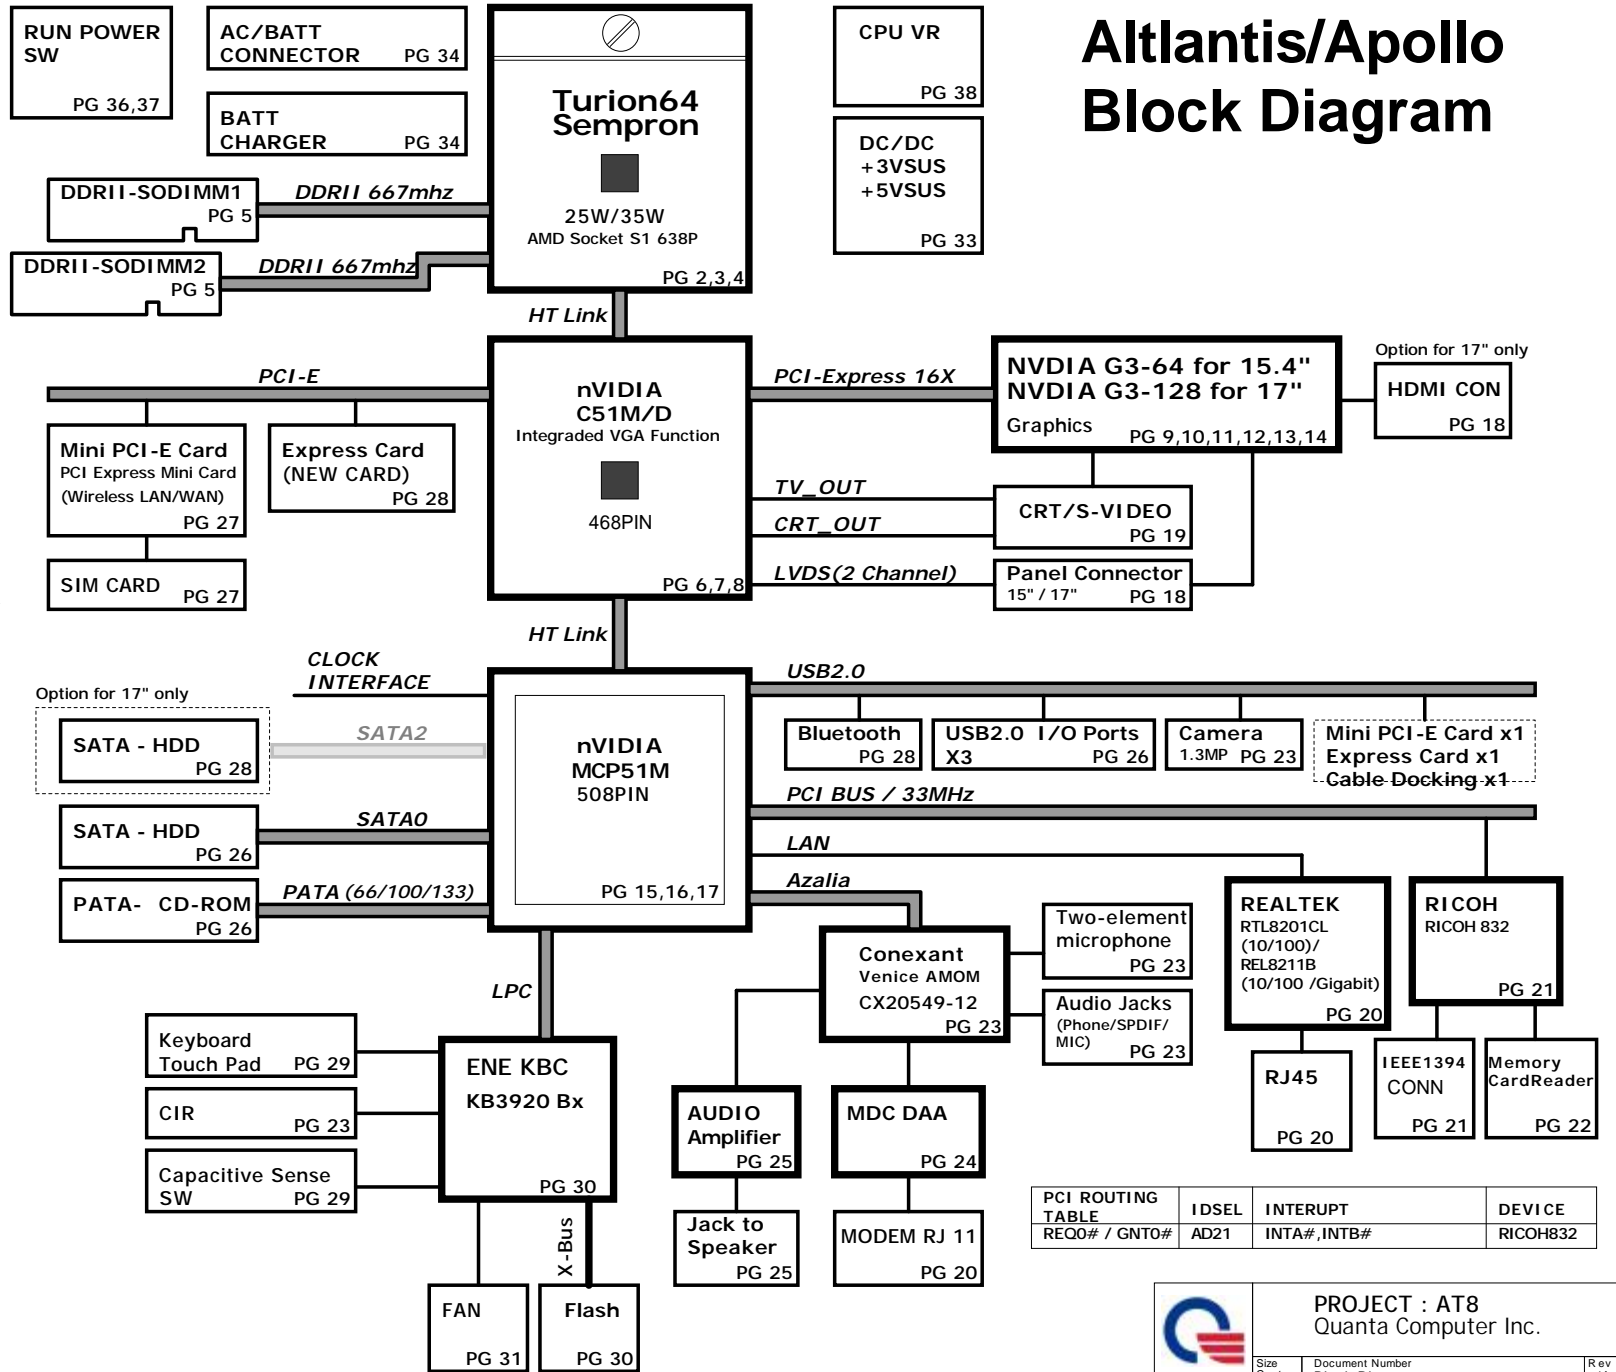 Altlantis/Apollo
Block Diagram
RUN POWER
SW
PG 36,37
AC/BATT
CONNECTOR PG 34
BATT
CHARGER PG 34
Turion64
Sempron
25W/35W
AMD Socket S1 638P
PG 2,3,4
CPU VR
PG 38
DC/DC
+3VSUS
+5VSUS
PG 33
DDRII-SODIMM1
PG 5
DDRII 667mhz
DDRII-SODIMM2
PG 5
DDRII 667mhz
HT Link
PCI-E
nVIDIA
C51M/D
Integraded VGA Function
468PIN
PG 6,7,8
PCI-Express 16X
NVDIA G3-64 for 15.4"
NVDIA G3-128 for 17"
Graphics PG 9,10,11,12,13,14
Option for 17" only
HDMI CON
PG 18
Mini PCI-E Card
PCI Express Mini Card
(Wireless LAN/WAN)
PG 27
Express Card
(NEW CARD)
PG 28
SIM CARD PG 27
TV_OUT
CRT_OUT
CRT/S-VIDEO
PG 19
LVDS(2 Channel)
Panel Connector
15" / 17" PG 18
HT Link
CLOCK
INTERFACE
Option for 17" only
SATA - HDD
PG 28
SATA2
SATA - HDD
PG 26
SATA0
PATA- CD-ROM
PG 26
PATA (66/100/133)
nVIDIA
MCP51M
508PIN
PG 15,16,17
USB2.0
Bluetooth
PG 28
USB2.0 I/O Ports
X3 PG 26
Camera
1.3MP PG 23
Mini PCI-E Card x1
Express Card x1
Cable Docking x1
PCI BUS / 33MHz
LAN
Azalia
REALTEK
RTL8201CL
(10/100)/
REL8211B
(10/100 /Gigabit)
PG 20
RICOH
RICOH 832
PG 21
Conexant
Venice AMOM
CX20549-12
PG 23
Two-element
microphone
PG 23
Audio Jacks
(Phone/SPDIF/
MIC) PG 23
LPC
Keyboard
Touch Pad PG 29
CIR
PG 23
Capacitive Sense
SW PG 29
ENE KBC
KB3920 Bx
PG 30
AUDIO
Amplifier
PG 25
MDC DAA
PG 24
RJ45
PG 20
IEEE1394
CONN
PG 21
Memory
CardReader
PG 22
X-Bus
FAN
PG 31
Flash
PG 30
Jack to
Speaker
PG 25
MODEM RJ 11
PG 20
PCI ROUTING
TABLE IDSEL INTERUPT DEVICE
REQ0# / GNT0# AD21 INTA#,INTB# RICOH832
PROJECT : AT8
Quanta Computer Inc.
Size Document Number Rev